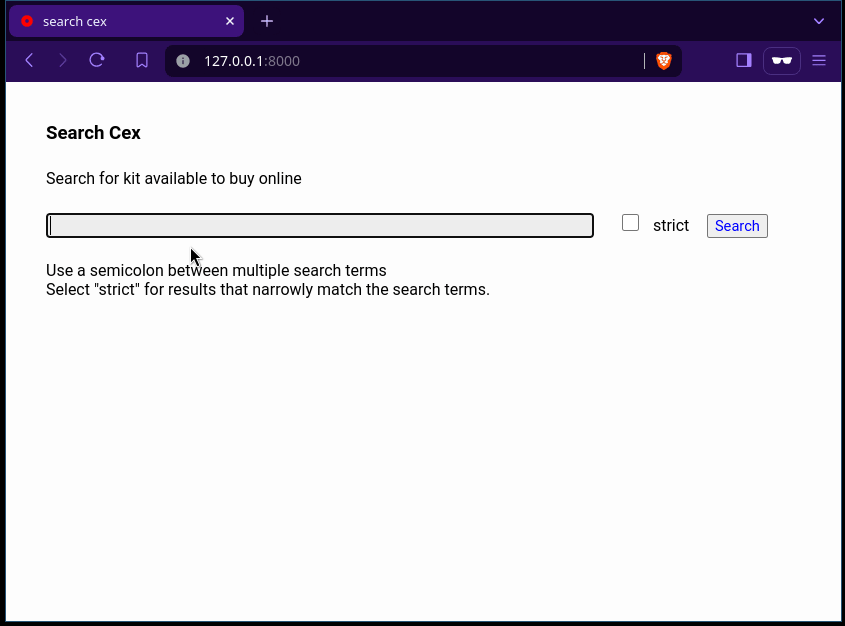 search cex
127.0.0.1:8000
Search Cex
Search for kit available to buy online
strict
Search
Use a semicolon between multiple search terms
Select "strict" for results that narrowly match the search terms.